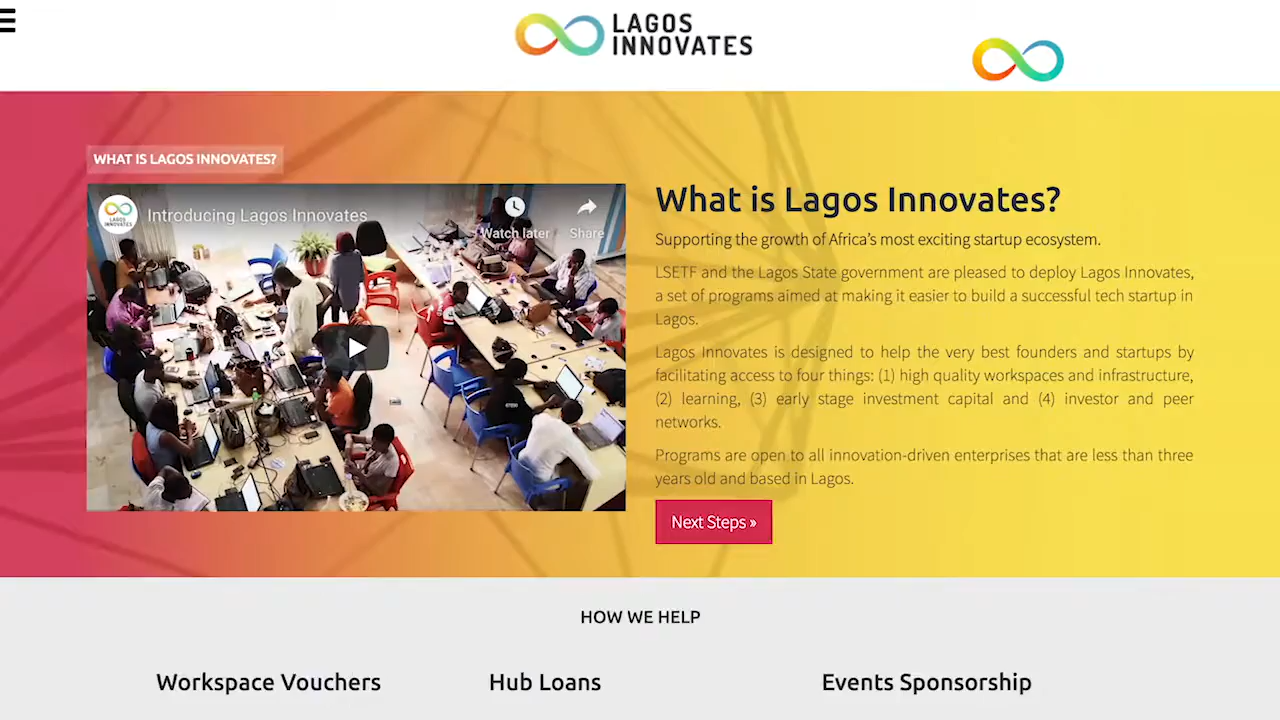 LAGOS
INNOVATES
WHAT IS LAGOS INNOVATES?
LAGOS
INNOVATES
Introducing Lagos Innovates
Watch later
Share
What is Lagos Innovates?
Supporting the growth of Africa's most exciting startup ecosystem.
LSETF and the Lagos State government are pleased to deploy Lagos Innovates,
a set of programs aimed at making it easier to build a successful tech startup in
Lagos.
Lagos Innovates is designed to help the very best founders and startups by
facilitating access to four things: (1) high quality workspaces and infrastructure,
(2) learning, (3) early stage investment capital and (4) investor and peer
networks.
Programs are open to all innovation-driven enterprises that are less than three
years old and based in Lagos.
Next Steps »
HOW WE HELP
Workspace Vouchers
Hub Loans
Events Sponsorship